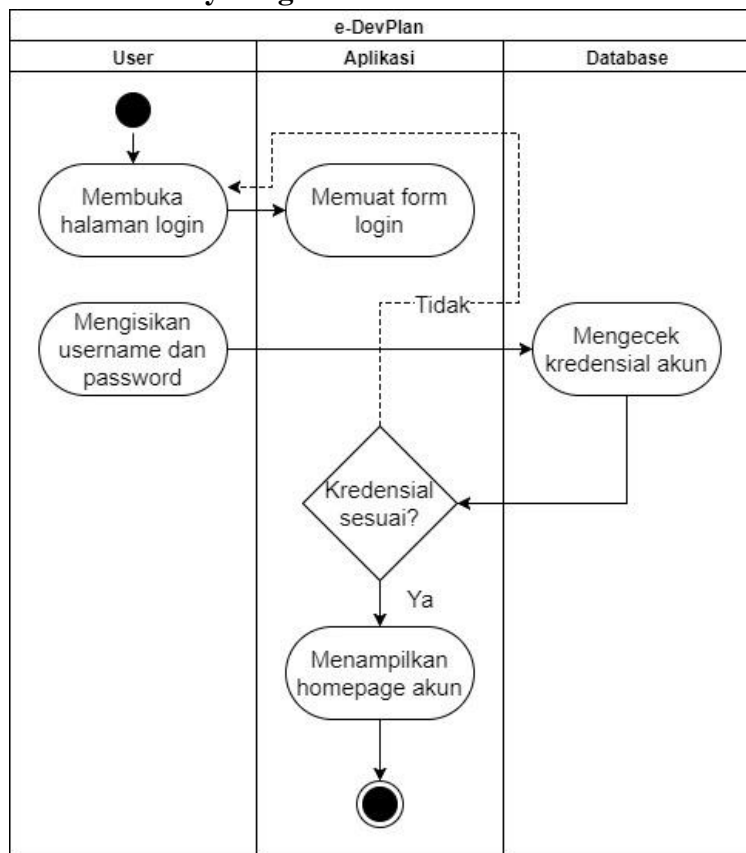 e-DevPlan
User
Aplikasi
Database
Membuka
halaman login
Memuat form
login
Tidak
Mengisikan
username dan
password
Mengecek
kredensial akun
Kredensial
sesuai?
Ya
Menampilkan
homepage akun